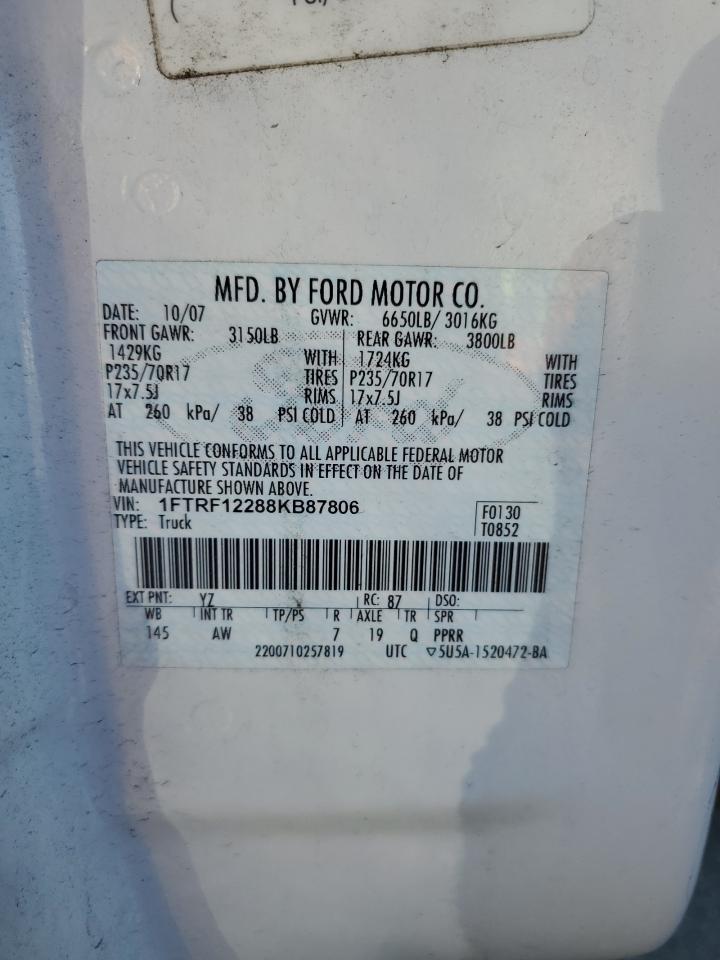 MFD. BY FORD MOTOR CO.
DATE: 10/07 GVWR: 6650LB/ 3016KG
FRONT GAWR: 3150LB REAR GAWR: 3800LB
1429KG WITH 1724KG WITH
P235/70R17 TIRES P235/70R17 TIRES
17x7.5J RIMS 17x7.5J RIMS
AT 260 kPa/ 38 PSI COLD AT 260 kPa/ 38 PSI COLD
THIS VEHICLE CONFORMS TO ALL APPLICABLE FEDERAL MOTOR
VEHICLE SAFETY STANDARDS IN EFFECT ON THE DATE OF
MANUFACTURE SHOWN ABOVE.
VIN: 1FTRF12288KB87806 F0130
TYPE: Truck T0852
EXT PNT: YZ RC: 87 DSO:
WB INT TR TP/PS R AXLE TR SPR
145 AW 7 19 Q PPRR
2200710257819 UTC ▽5U5A-1520472-BA